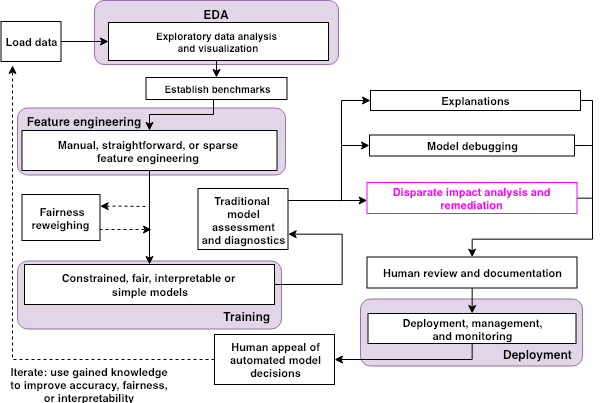 EDA
Load data
Exploratory data analysis
and visualization
Establish benchmarks
Feature engineering
Manual, straightforward, or sparse
feature engineering
Explanations
Model debugging
Disparate impact analysis and
remediation
Fairness
reweighing
Traditional
model
assessment
and diagnostics
Human review and documentation
Constrained, fair, interpretable or
simple models
Training
Deployment, management,
and monitoring
Deployment
Human appeal of
automated model
decisions
Iterate: use gained knowledge
to improve accuracy, fairness,
or interpretability